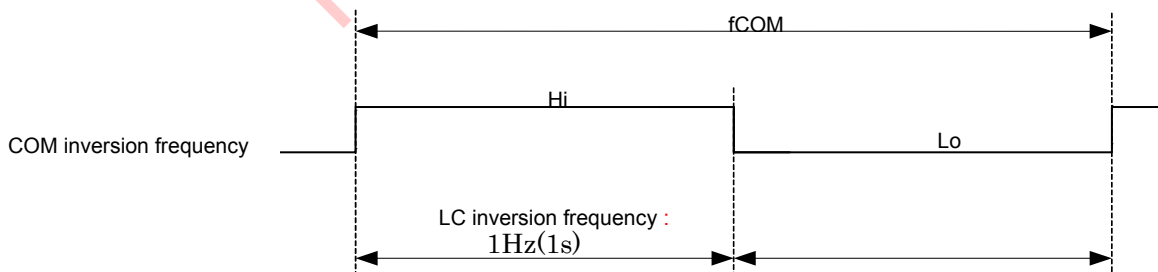 fCOM
Hi
COM inversion frequency
Lo
LC inversion frequency :
1Hz(1s)